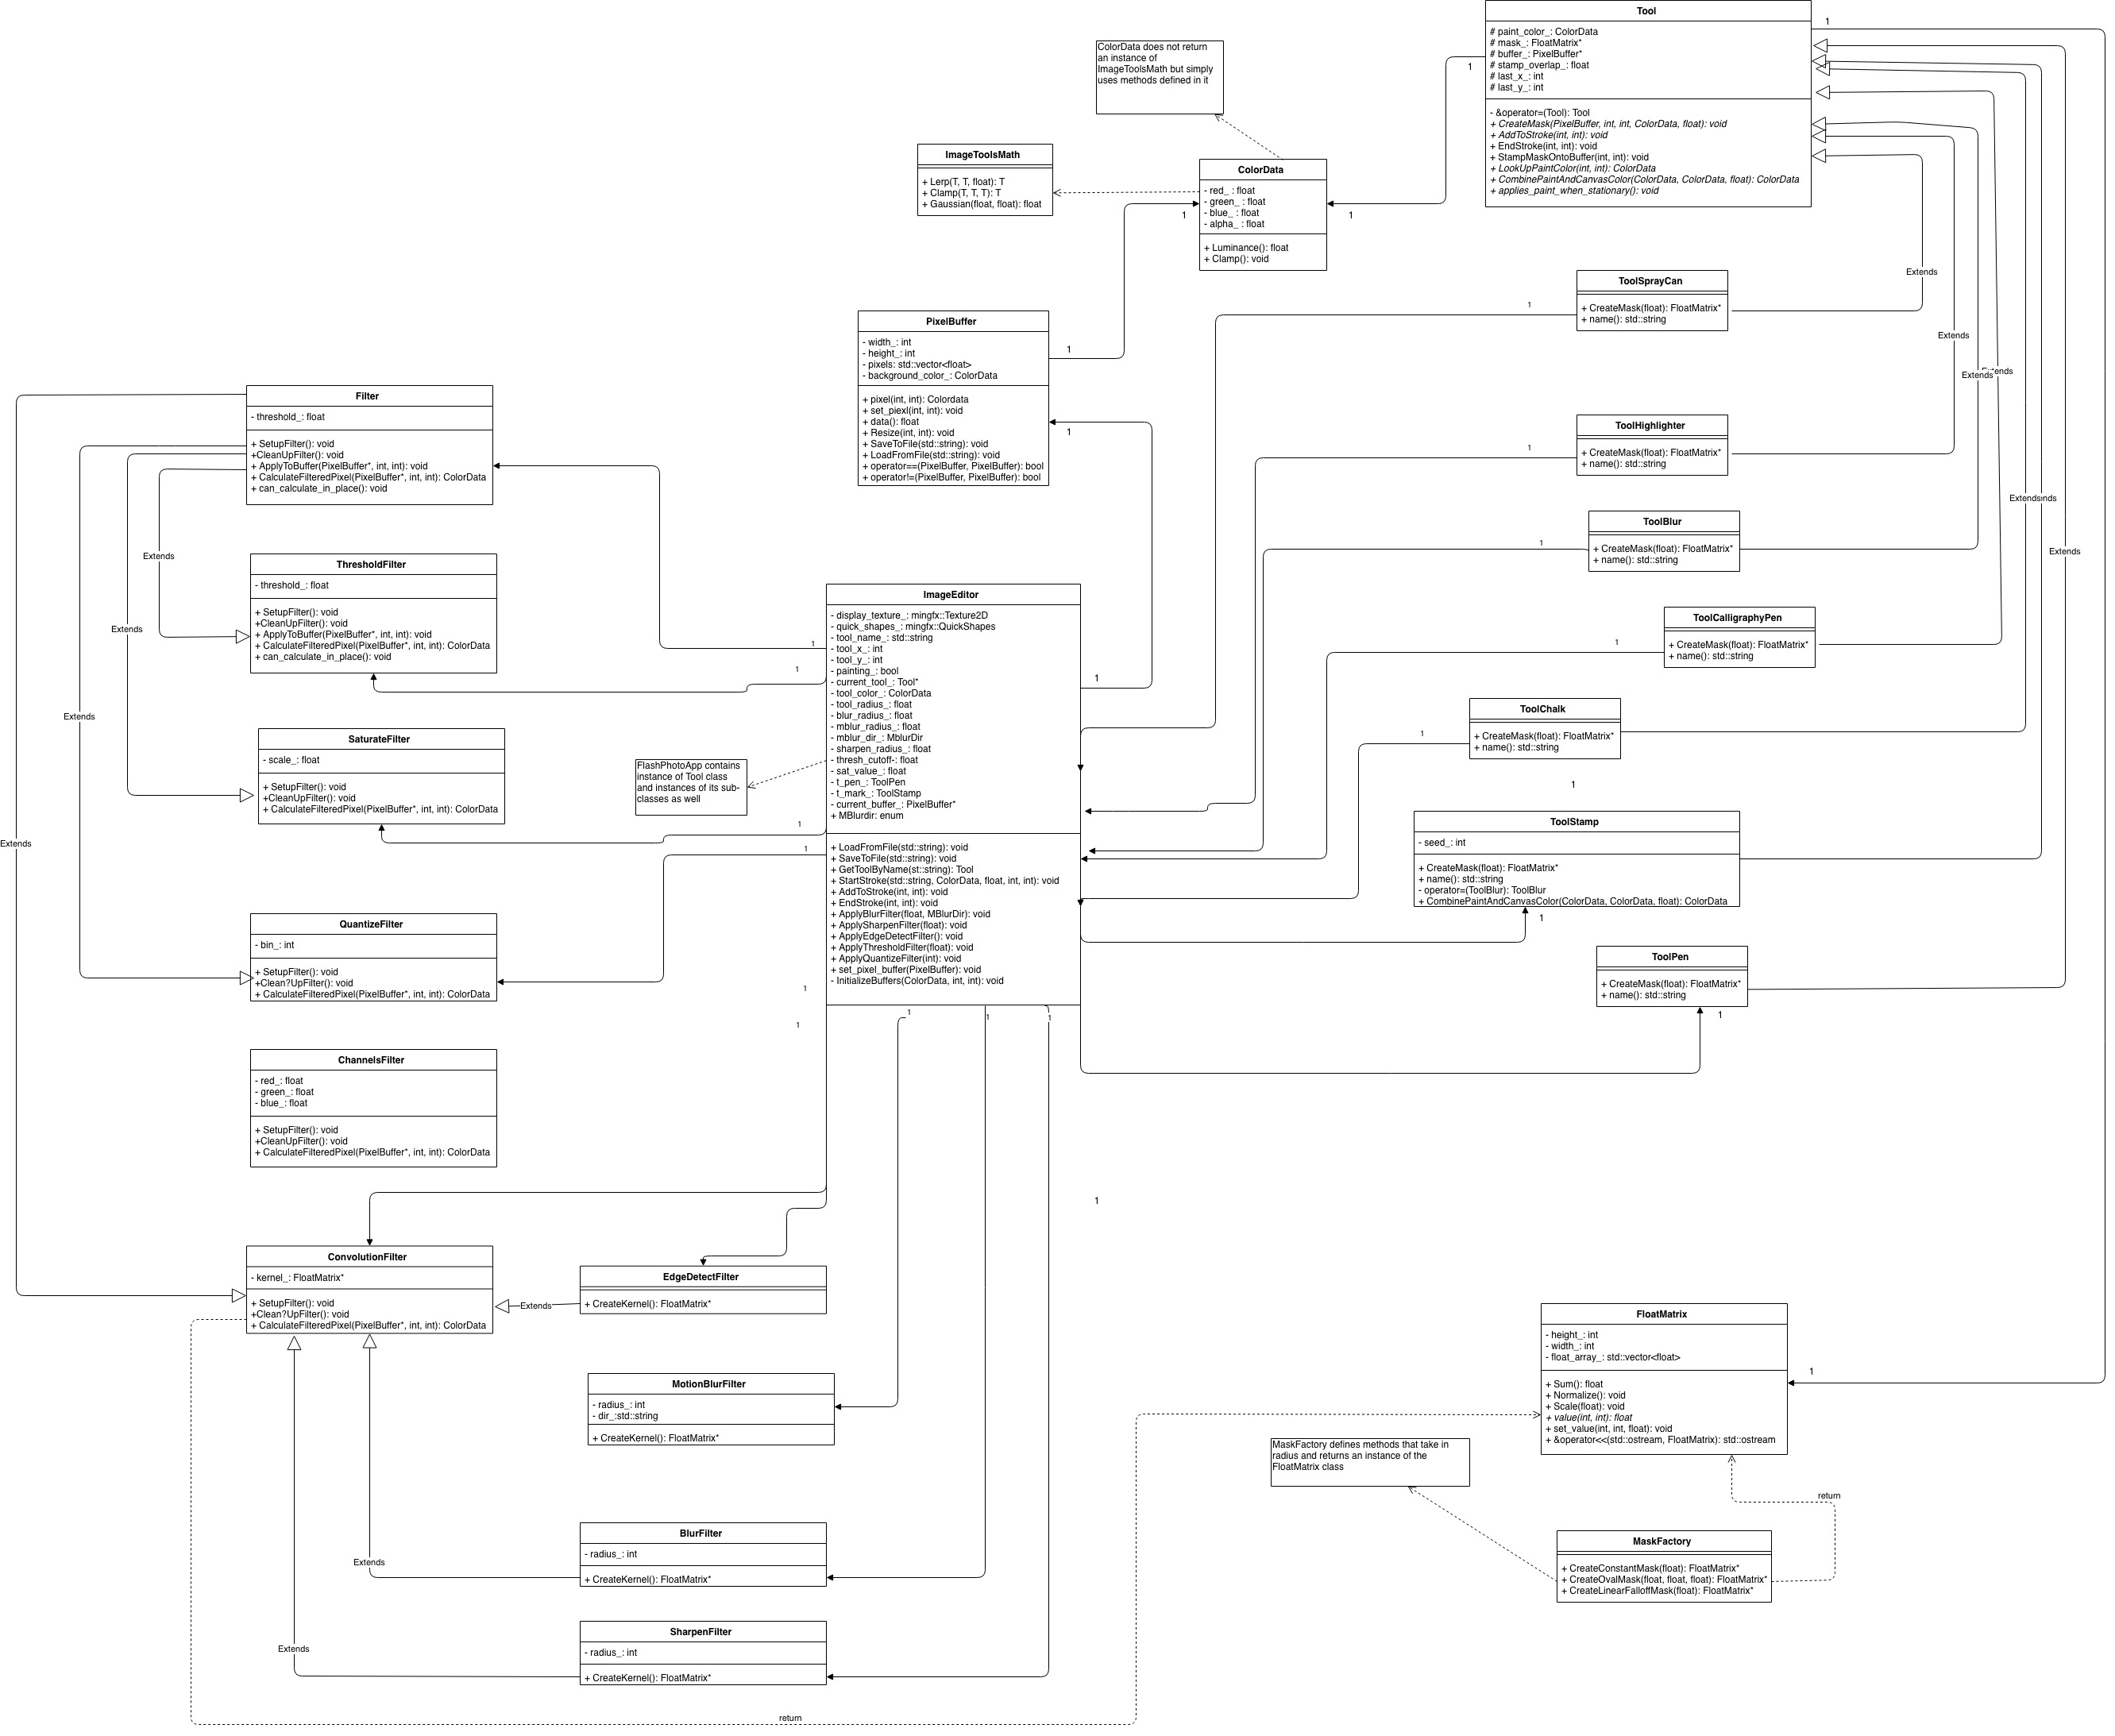 Tool
# paint_color_: ColorData
# mask_: FloatMatrix*
# buffer_: PixelBuffer*
# stamp_overlap_: float
# last_x_: int
# last_y_: int
- &operator=(Tool): Tool
+ CreateMask(PixelBuffer, int, int, ColorData, float): void
+ AddToStroke(int, int): void
+ EndStroke(int, int): void
+ StampMaskOntoBuffer(int, int): void
+ LookUpPaintColor(int, int): ColorData
+ CombinePaintAndCanvasColor(ColorData, ColorData, float): ColorData
+ applies_paint_when_stationary(): void
1
1
ColorData does not return
an instance of
ImageToolsMath but simply
uses methods defined in it
ImageToolsMath
+ Lerp(T, T, float): T
+ Clamp(T, T, T): T
+ Gaussian(float, float): float
ColorData
- red_ : float
- green_ : float
- blue_ : float
- alpha_ : float
+ Luminance(): float
+ Clamp(): void
1
1
PixelBuffer
- width_: int
- height_: int
- pixels: std::vector<float>
- background_color_: ColorData
+ pixel(int, int): Colordata
+ set_piexl(int, int): void
+ data(): float
+ Resize(int, int): void
+ SaveToFile(std::string): void
+ LoadFromFile(std::string): void
+ operator==(PixelBuffer, PixelBuffer): bool
+ operator!=(PixelBuffer, PixelBuffer): bool
1
1
ToolSprayCan
+ CreateMask(float): FloatMatrix*
+ name(): std::string
1
Extends
ToolHighlighter
+ CreateMask(float): FloatMatrix*
+ name(): std::string
1
Extends
ToolBlur
+ CreateMask(float): FloatMatrix*
+ name(): std::string
1
Extends
ToolCalligraphyPen
+ CreateMask(float): FloatMatrix*
+ name(): std::string
1
ToolChalk
+ CreateMask(float): FloatMatrix*
+ name(): std::string
1
Extends
1
ToolStamp
- seed_: int
+ CreateMask(float): FloatMatrix*
+ name(): std::string
- operator=(ToolBlur): ToolBlur
+ CombinePaintAndCanvasColor(ColorData, ColorData, float): ColorData
1
ToolPen
+ CreateMask(float): FloatMatrix*
+ name(): std::string
1
Extends
Filter
- threshold_: float
+ SetupFilter(): void
+CleanUpFilter(): void
+ ApplyToBuffer(PixelBuffer*, int, int): void
+ CalculateFilteredPixel(PixelBuffer*, int, int): ColorData
+ can_calculate_in_place(): void
Extends
ThresholdFilter
- threshold_: float
+ SetupFilter(): void
+CleanUpFilter(): void
+ ApplyToBuffer(PixelBuffer*, int, int): void
+ CalculateFilteredPixel(PixelBuffer*, int, int): ColorData
+ can_calculate_in_place(): void
Extends
SaturateFilter
- scale_: float
+ SetupFilter(): void
+CleanUpFilter(): void
+ CalculateFilteredPixel(PixelBuffer*, int, int): ColorData
Extends
QuantizeFilter
- bin_: int
+ SetupFilter(): void
+Clean?UpFilter(): void
+ CalculateFilteredPixel(PixelBuffer*, int, int): ColorData
Extends
ChannelsFilter
- red_: float
- green_: float
- blue_: float
+ SetupFilter(): void
+CleanUpFilter(): void
+ CalculateFilteredPixel(PixelBuffer*, int, int): ColorData
ImageEditor
- display_texture_: mingfx::Texture2D
- quick_shapes_: mingfx::QuickShapes
- tool_name_: std::string
- tool_x_: int
- tool_y_: int
- painting_: bool
- current_tool_: Tool*
- tool_color_: ColorData
- tool_radius_: float
- blur_radius_: float
- mblur_radius_: float
- mblur_dir_: MblurDir
- sharpen_radius_: float
- thresh_cutoff-: float
- sat_value_: float
- t_pen_: ToolPen
- t_mark_: ToolStamp
- current_buffer_: PixelBuffer*
+ MBlurdir: enum
+ LoadFromFile(std::string): void
+ SaveToFile(std::string): void
+ GetToolByName(st::string): Tool
+ StartStroke(std::string, ColorData, float, int, int): void
+ AddToStroke(int, int): void
+ EndStroke(int, int): void
+ ApplyBlurFilter(float, MBlurDir): void
+ ApplySharpenFilter(float): void
+ ApplyEdgeDetectFilter(): void
+ ApplyThresholdFilter(float): void
+ ApplyQuantizeFilter(int): void
+ set_pixel_buffer(PixelBuffer): void
- InitializeBuffers(ColorData, int, int): void
1
1
1
1
1
1
1
1
1
1
1
FlashPhotoApp contains
instance of Tool class
and instances of its sub-
classes as well
ConvolutionFilter
- kernel_: FloatMatrix*
+ SetupFilter(): void
+Clean?UpFilter(): void
+ CalculateFilteredPixel(PixelBuffer*, int, int): ColorData
EdgeDetectFilter
+ CreateKernel(): FloatMatrix*
Extends
MotionBlurFilter
- radius_: int
- dir_:std::string
+ CreateKernel(): FloatMatrix*
BlurFilter
- radius_: int
+ CreateKernel(): FloatMatrix*
Extends
SharpenFilter
- radius_: int
+ CreateKernel(): FloatMatrix*
Extends
return
FloatMatrix
- height_: int
- width_: int
- float_array_: std::vector<float>
+ Sum(): float
+ Normalize(): void
+ Scale(float): void
+ value(int, int): float
+ set_value(int, int, float): void
+ &operator<<(std::ostream, FloatMatrix): std::ostream
1
MaskFactory defines methods that take in
radius and returns an instance of the
FloatMatrix class
return
MaskFactory
+ CreateConstantMask(float): FloatMatrix*
+ CreateOvalMask(float, float, float): FloatMatrix*
+ CreateLinearFalloffMask(float): FloatMatrix*